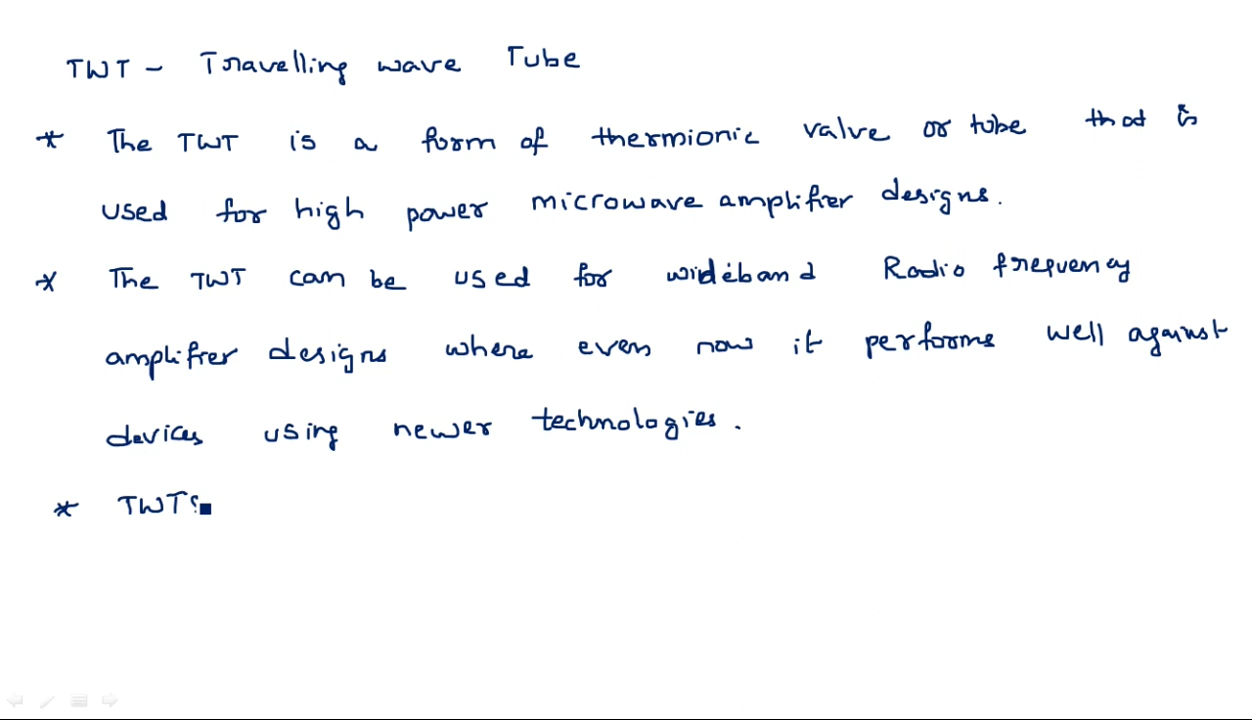 TWT - Travelling wave Tube
* The TWT is a form of thermionic valve or tube that is
used for high power microwave amplifier designs.
* The TWT can be used for wideband Radio frequency
amplifier designs where even now it performs well against
devices using newer technologies.
* TWTs